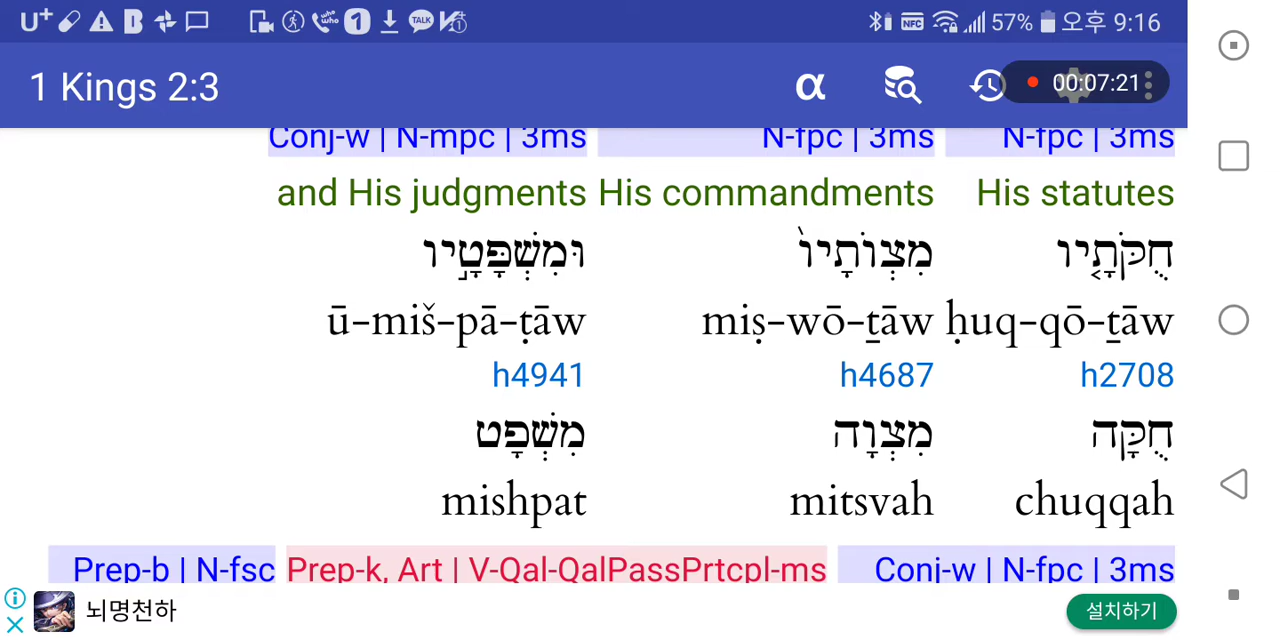 U+ 1 TALK NFC 57% 오후 9:16
1 Kings 2:3 α 00:07:21
Conj-w | N-mpc | 3ms N-fpc | 3ms N-fpc | 3ms
and His judgments His commandments His statutes
חֻקֹּתָ֤יו מִצְוֺתָיו֙ וּמִשְׁפָּטָ֣יו
ū-miš-pā-ṭāw miṣ-wō-ṯāw ḥuq-qō-ṯāw
h4941 h4687 h2708
חֻקָּה מִצְוָה מִשְׁפָט
mishpat mitsvah chuqqah
Prep-b | N-fsc Prep-k, Art | V-Qal-QalPassPrtcpl-ms Conj-w | N-fpc | 3ms
뇌명천하 설치하기